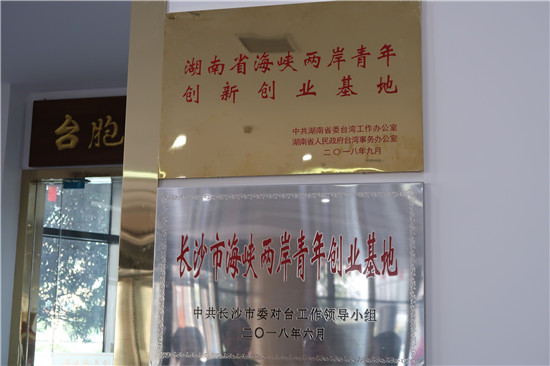 湖南省海峡两岸青年
创新创业基地
中共湖南省委台湾工作办公室
湖南省人民政府台湾事务办公室
二〇一八年九月
台胞
长沙市海峡两岸青年创业基地
中共长沙市委对台工作领导小组
二〇一八年六月